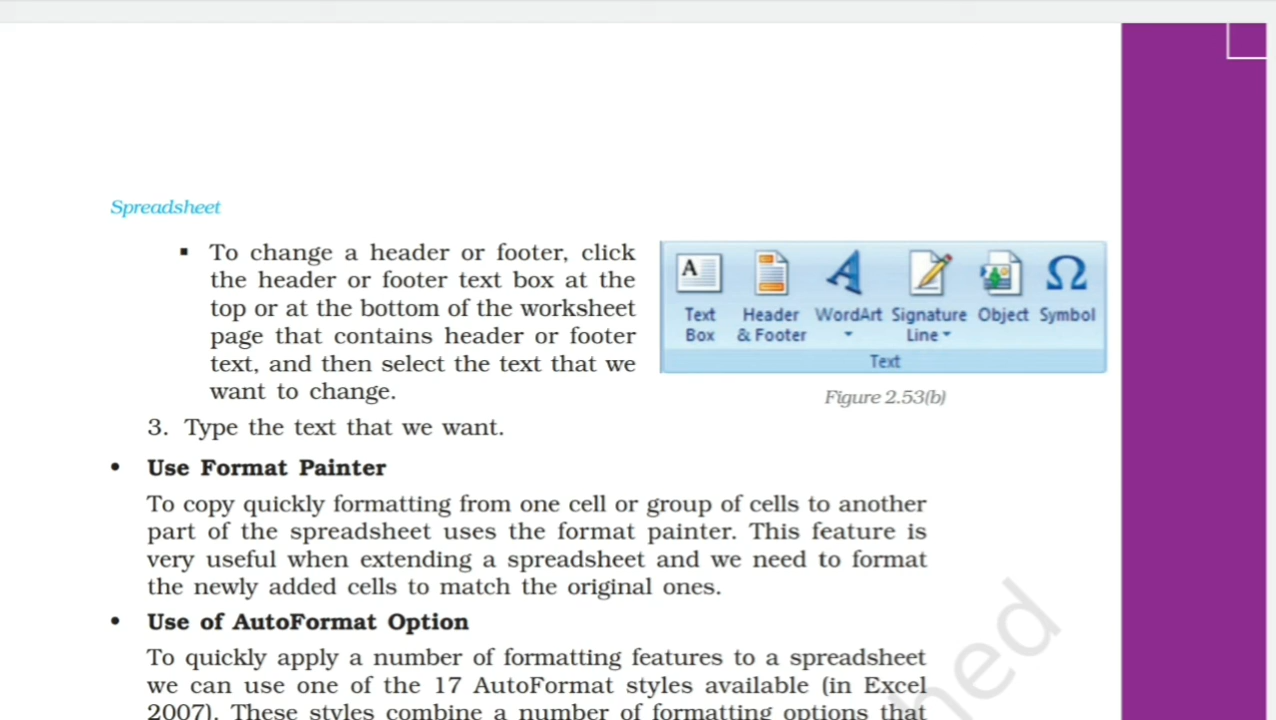 Spreadsheet
▪ To change a header or footer, click
the header or footer text box at the
top or at the bottom of the worksheet
page that contains header or footer
text, and then select the text that we
want to change.
Text Box
Header & Footer
WordArt
Signature Line
Object
Symbol
Text
Figure 2.53(b)
3. Type the text that we want.
• Use Format Painter
To copy quickly formatting from one cell or group of cells to another
part of the spreadsheet uses the format painter. This feature is
very useful when extending a spreadsheet and we need to format
the newly added cells to match the original ones.
• Use of AutoFormat Option
To quickly apply a number of formatting features to a spreadsheet
we can use one of the 17 AutoFormat styles available (in Excel
2007). These styles combine a number of formatting options that